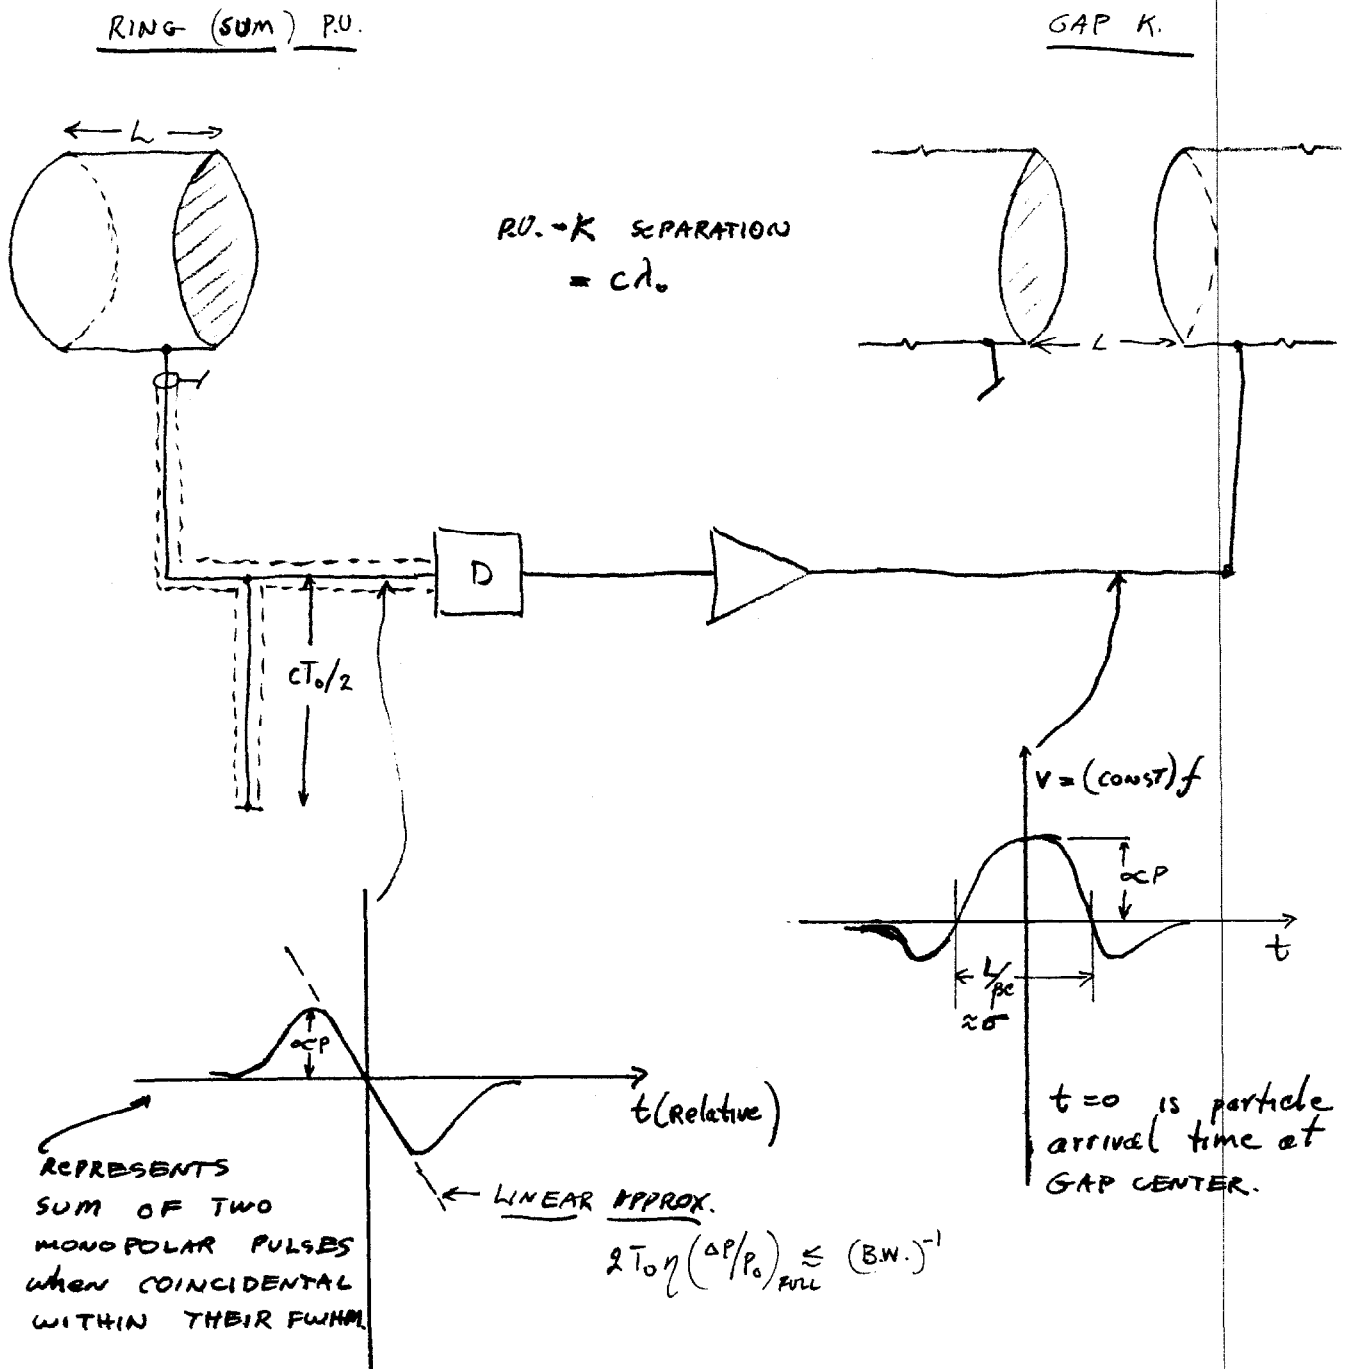 RING (SUM) P.U.
GAP K.
L
P.U. - K SEPARATION
= cλ₀
L
D
cT₀/2
V = (CONST) f
∝P
t
L/βc
≈σ
∝P
t (Relative)
t = 0 is particle
arrival time at
GAP CENTER.
REPRESENTS
SUM OF TWO
MONOPOLAR PULSES
when COINCIDENTAL
WITHIN THEIR FWHM.
← LINEAR APPROX.
2T₀η(ΔP/P₀)FULL ≲ (B.W.)⁻¹